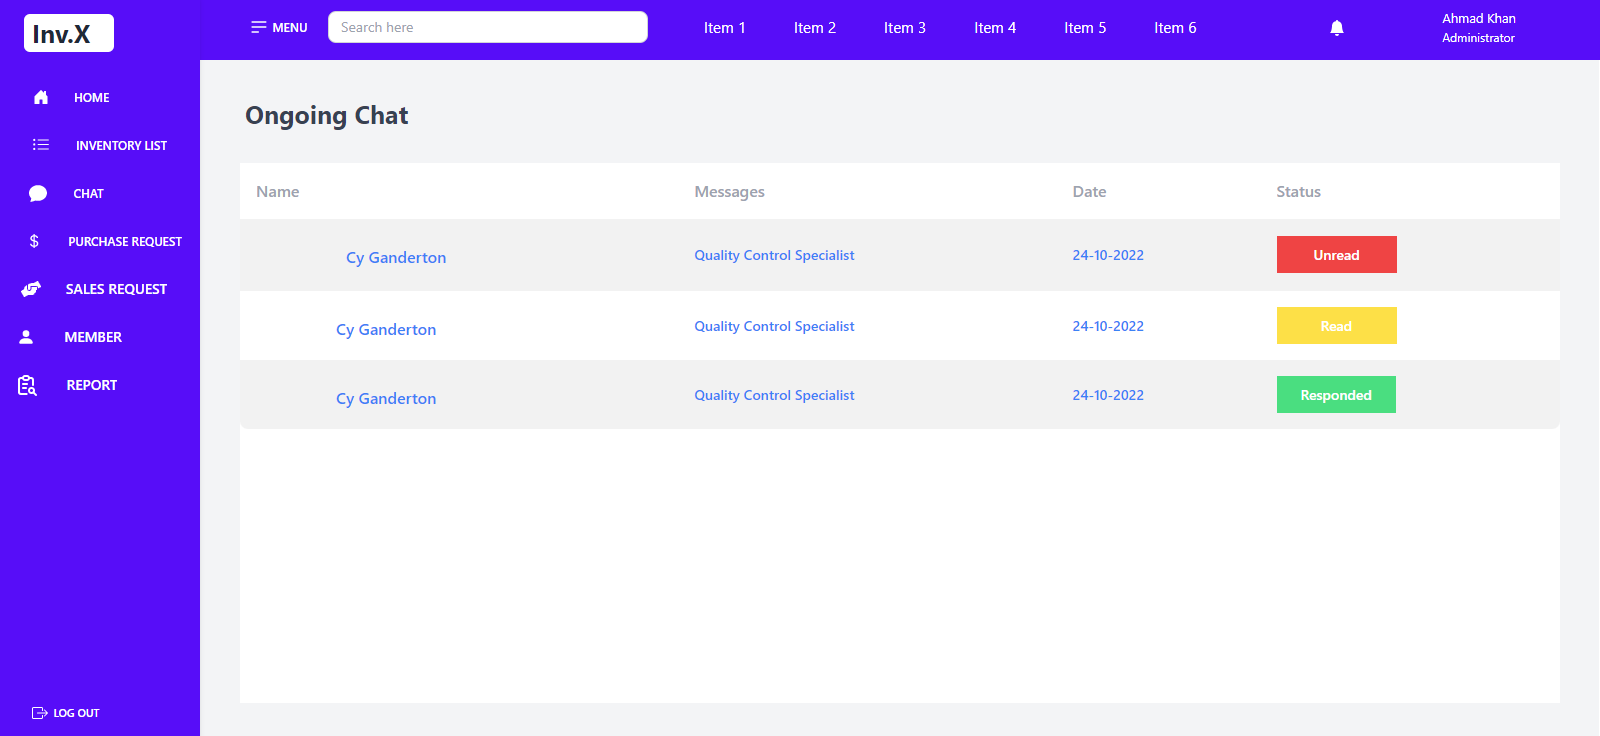 Inv.X
MENU
Search here
Item 1
Item 2
Item 3
Item 4
Item 5
Item 6
Ahmad Khan
Administrator
HOME
INVENTORY LIST
CHAT
PURCHASE REQUEST
SALES REQUEST
MEMBER
REPORT
LOG OUT
Ongoing Chat
Name Messages Date Status
Cy Ganderton Quality Control Specialist 24-10-2022 Unread
Cy Ganderton Quality Control Specialist 24-10-2022 Read
Cy Ganderton Quality Control Specialist 24-10-2022 Responded